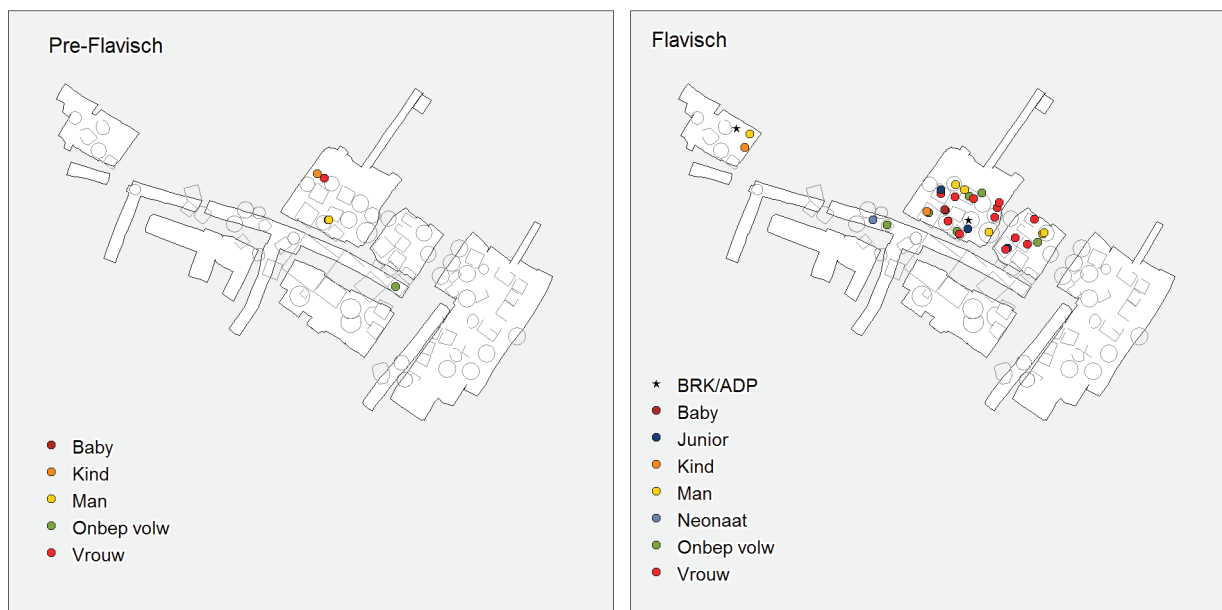 Pre-Flavisch
Baby
Kind
Man
Onbep volw
Vrouw
Flavisch
BRK/ADP
Baby
Junior
Kind
Man
Neonaat
Onbep volw
Vrouw